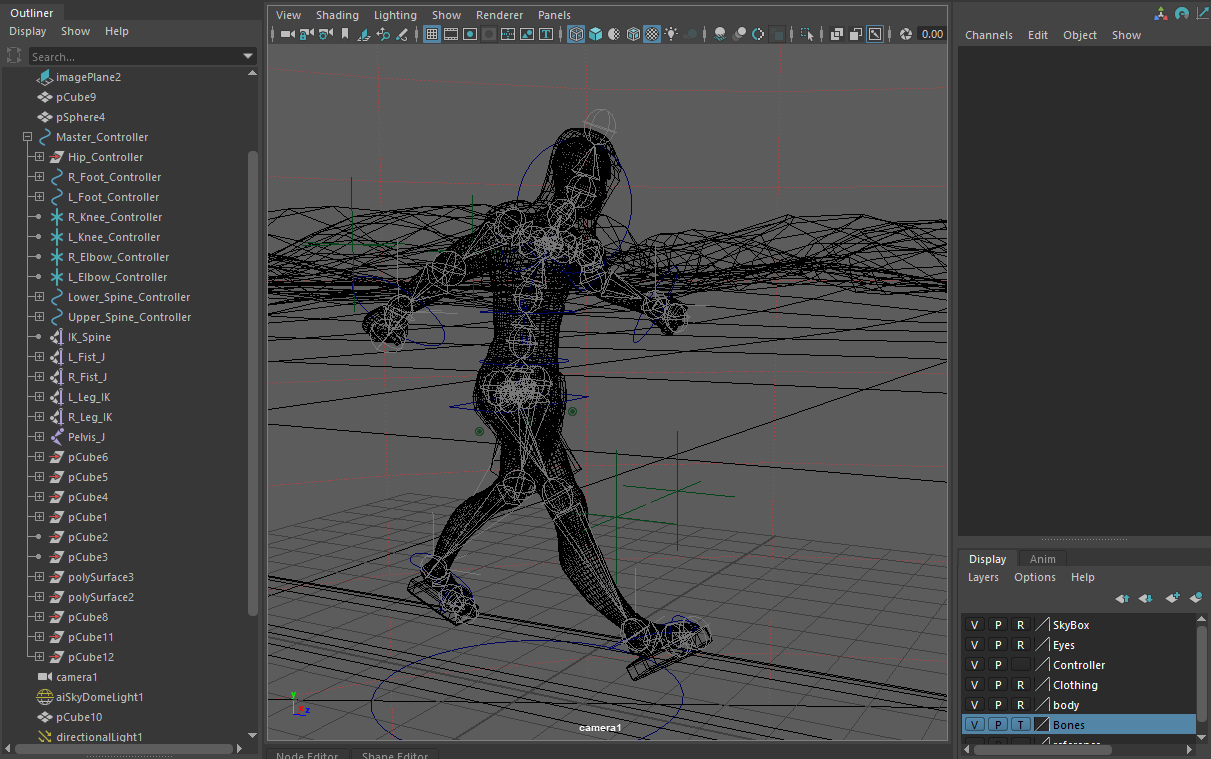 Outliner
Display Show Help
Search...
imagePlane2
pCube9
pSphere4
Master_Controller
Hip_Controller
R_Foot_Controller
L_Foot_Controller
R_Knee_Controller
L_Knee_Controller
R_Elbow_Controller
L_Elbow_Controller
Lower_Spine_Controller
Upper_Spine_Controller
IK_Spine
L_Fist_J
R_Fist_J
L_Leg_IK
R_Leg_IK
Pelvis_J
pCube6
pCube5
pCube4
pCube1
pCube2
pCube3
polySurface3
polySurface2
pCube8
pCube11
pCube12
camera1
aiSkyDomeLight1
pCube10
directionalLight1
View Shading Lighting Show Renderer Panels
0.00
y
z
camera1
Node Editor Shape Editor
Channels Edit Object Show
Display Anim
Layers Options Help
V P R SkyBox
V P R Eyes
V P Controller
V P R Clothing
V P R body
V P T Bones
reference